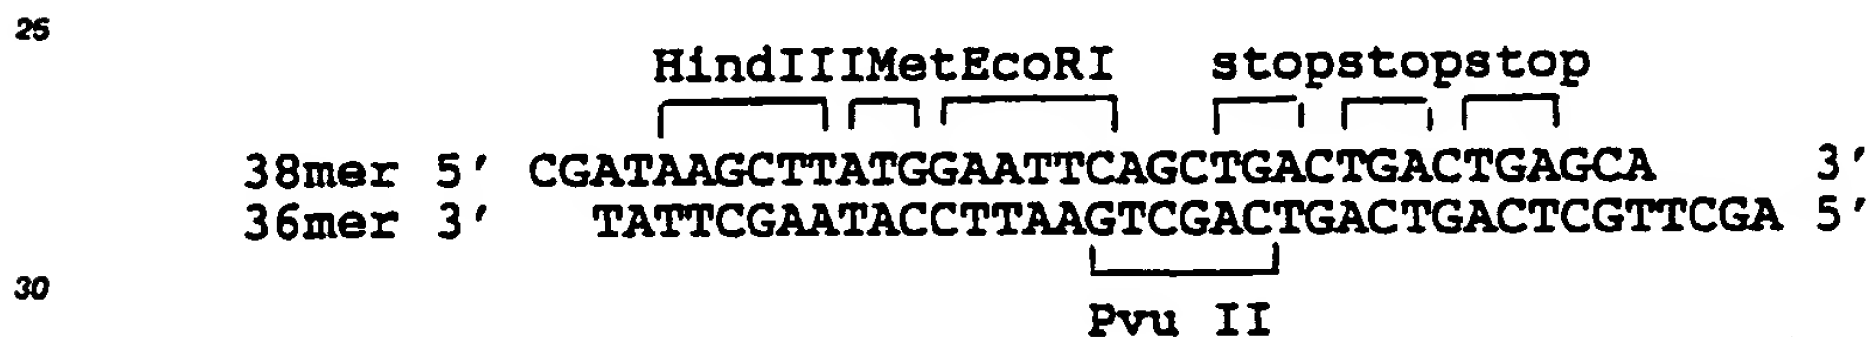 25
HindIIIMetEcoRI stopstopstop
38mer 5′ CGATAAGCTTATGGAATTCAGCTGACTGACTGAGCA 3′
36mer 3′ TATTCGAATACCTTAAGTCGACTGACTGACTCGTTCGA 5′
30
Pvu II